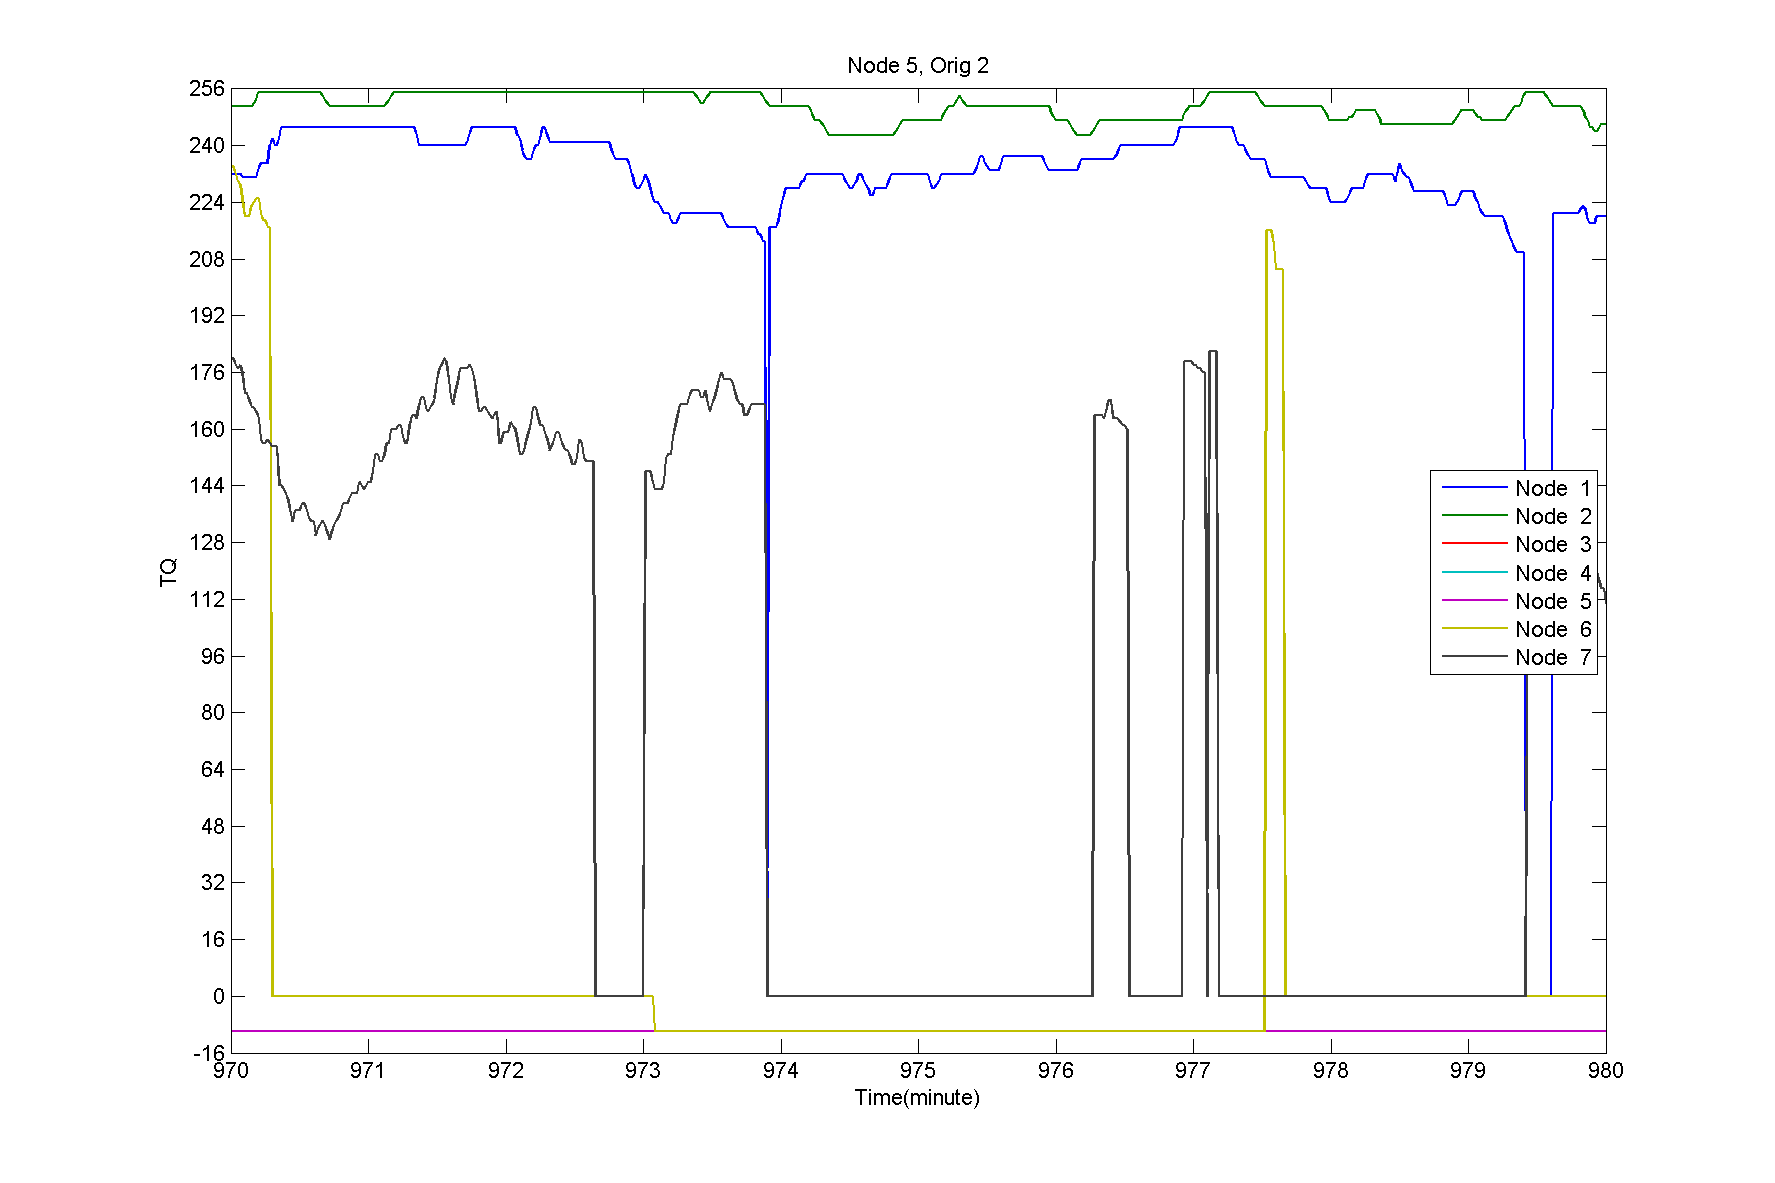 Node 5, Orig 2
256
240
224
208
192
176
160
144
128
112
96
80
64
48
32
16
0
-16
TQ
Node 1
Node 2
Node 3
Node 4
Node 5
Node 6
Node 7
970 971 972 973 974 975 976 977 978 979 980
Time(minute)